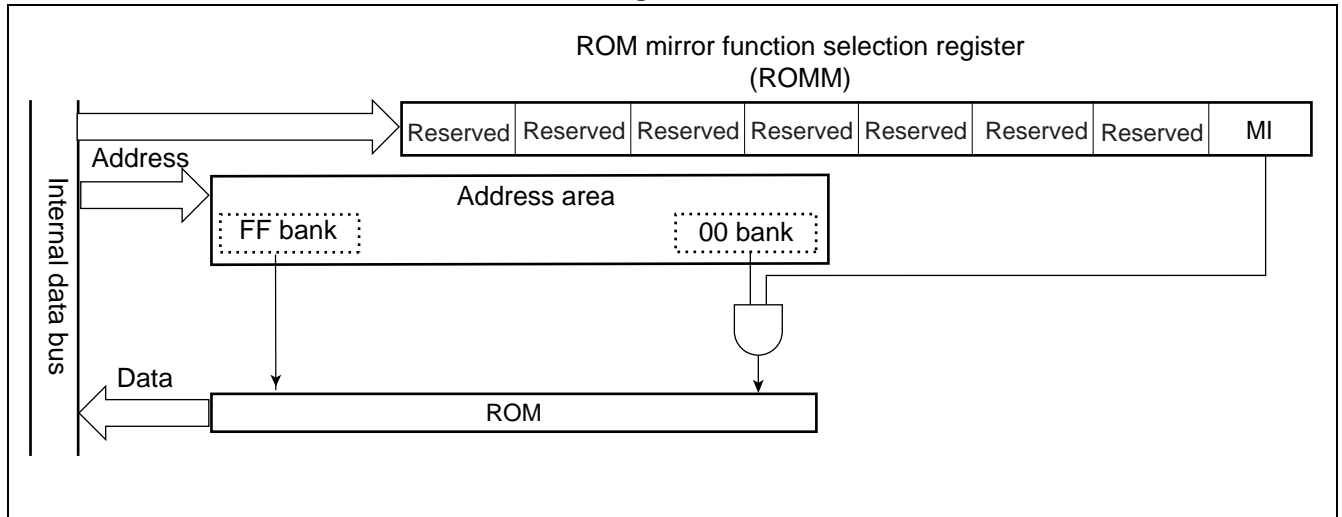 ROM mirror function selection register
(ROMM)
Reserved Reserved Reserved Reserved Reserved Reserved Reserved MI
Address
Address area
FF bank 00 bank
Internal data bus
Data
ROM